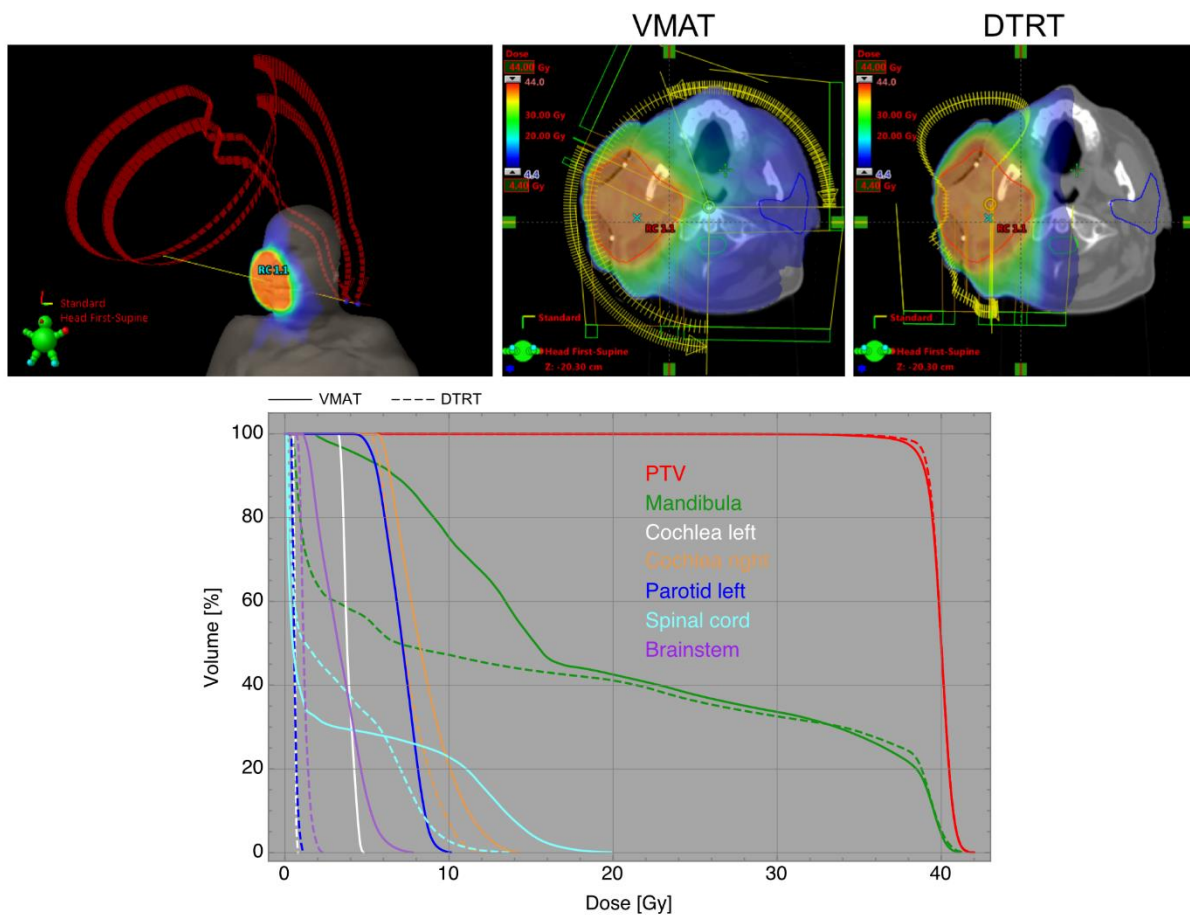 VMAT
DTRT
RC 1.1
Standard
Head First-Supine
Dose
44.00 Gy
44.0
30.00 Gy
20.00 Gy
4.4
4.40 Gy
RC 1.1
Standard
Head First-Supine
Z: -20.30 cm
Dose
44.00 Gy
44.0
30.00 Gy
20.00 Gy
4.4
4.40 Gy
RC 1.1
Standard
Head First-Supine
Z: -20.30 cm
VMAT
DTRT
100
80
60
40
20
0
Volume [%]
PTV
Mandibula
Cochlea left
Cochlea right
Parotid left
Spinal cord
Brainstem
0
10
20
30
40
Dose [Gy]